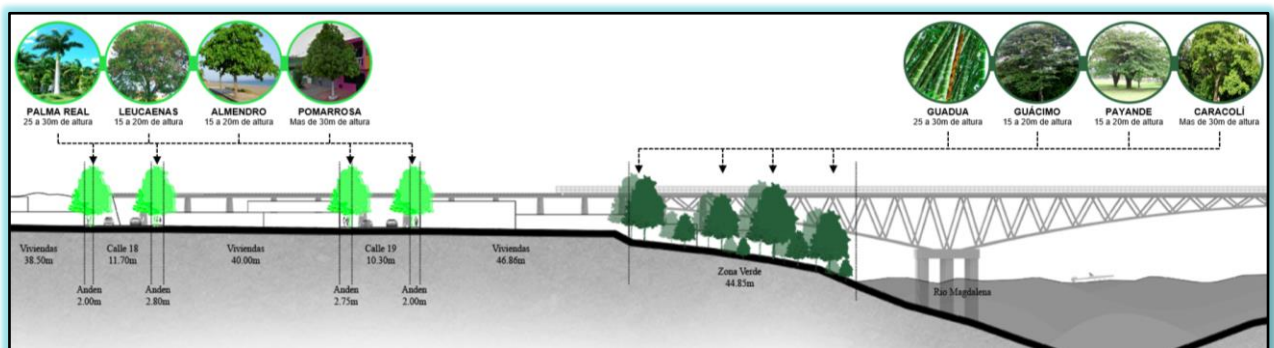 PALMA REAL
25 a 30m de altura
LEUCAENAS
15 a 20m de altura
ALMENDRO
15 a 20m de altura
POMARROSA
Mas de 30m de altura
GUADUA
25 a 30m de altura
GUÁCIMO
15 a 20m de altura
PAYANDE
15 a 20m de altura
CARACOLÍ
Mas de 30m de altura
Viviendas
38.50m
Calle 18
11.70m
Viviendas
40.00m
Calle 19
10.30m
Viviendas
46.86m
Anden
2.00m
Anden
2.80m
Anden
2.75m
Anden
2.00m
Zona Verde
44.85m
Rio Magdalena